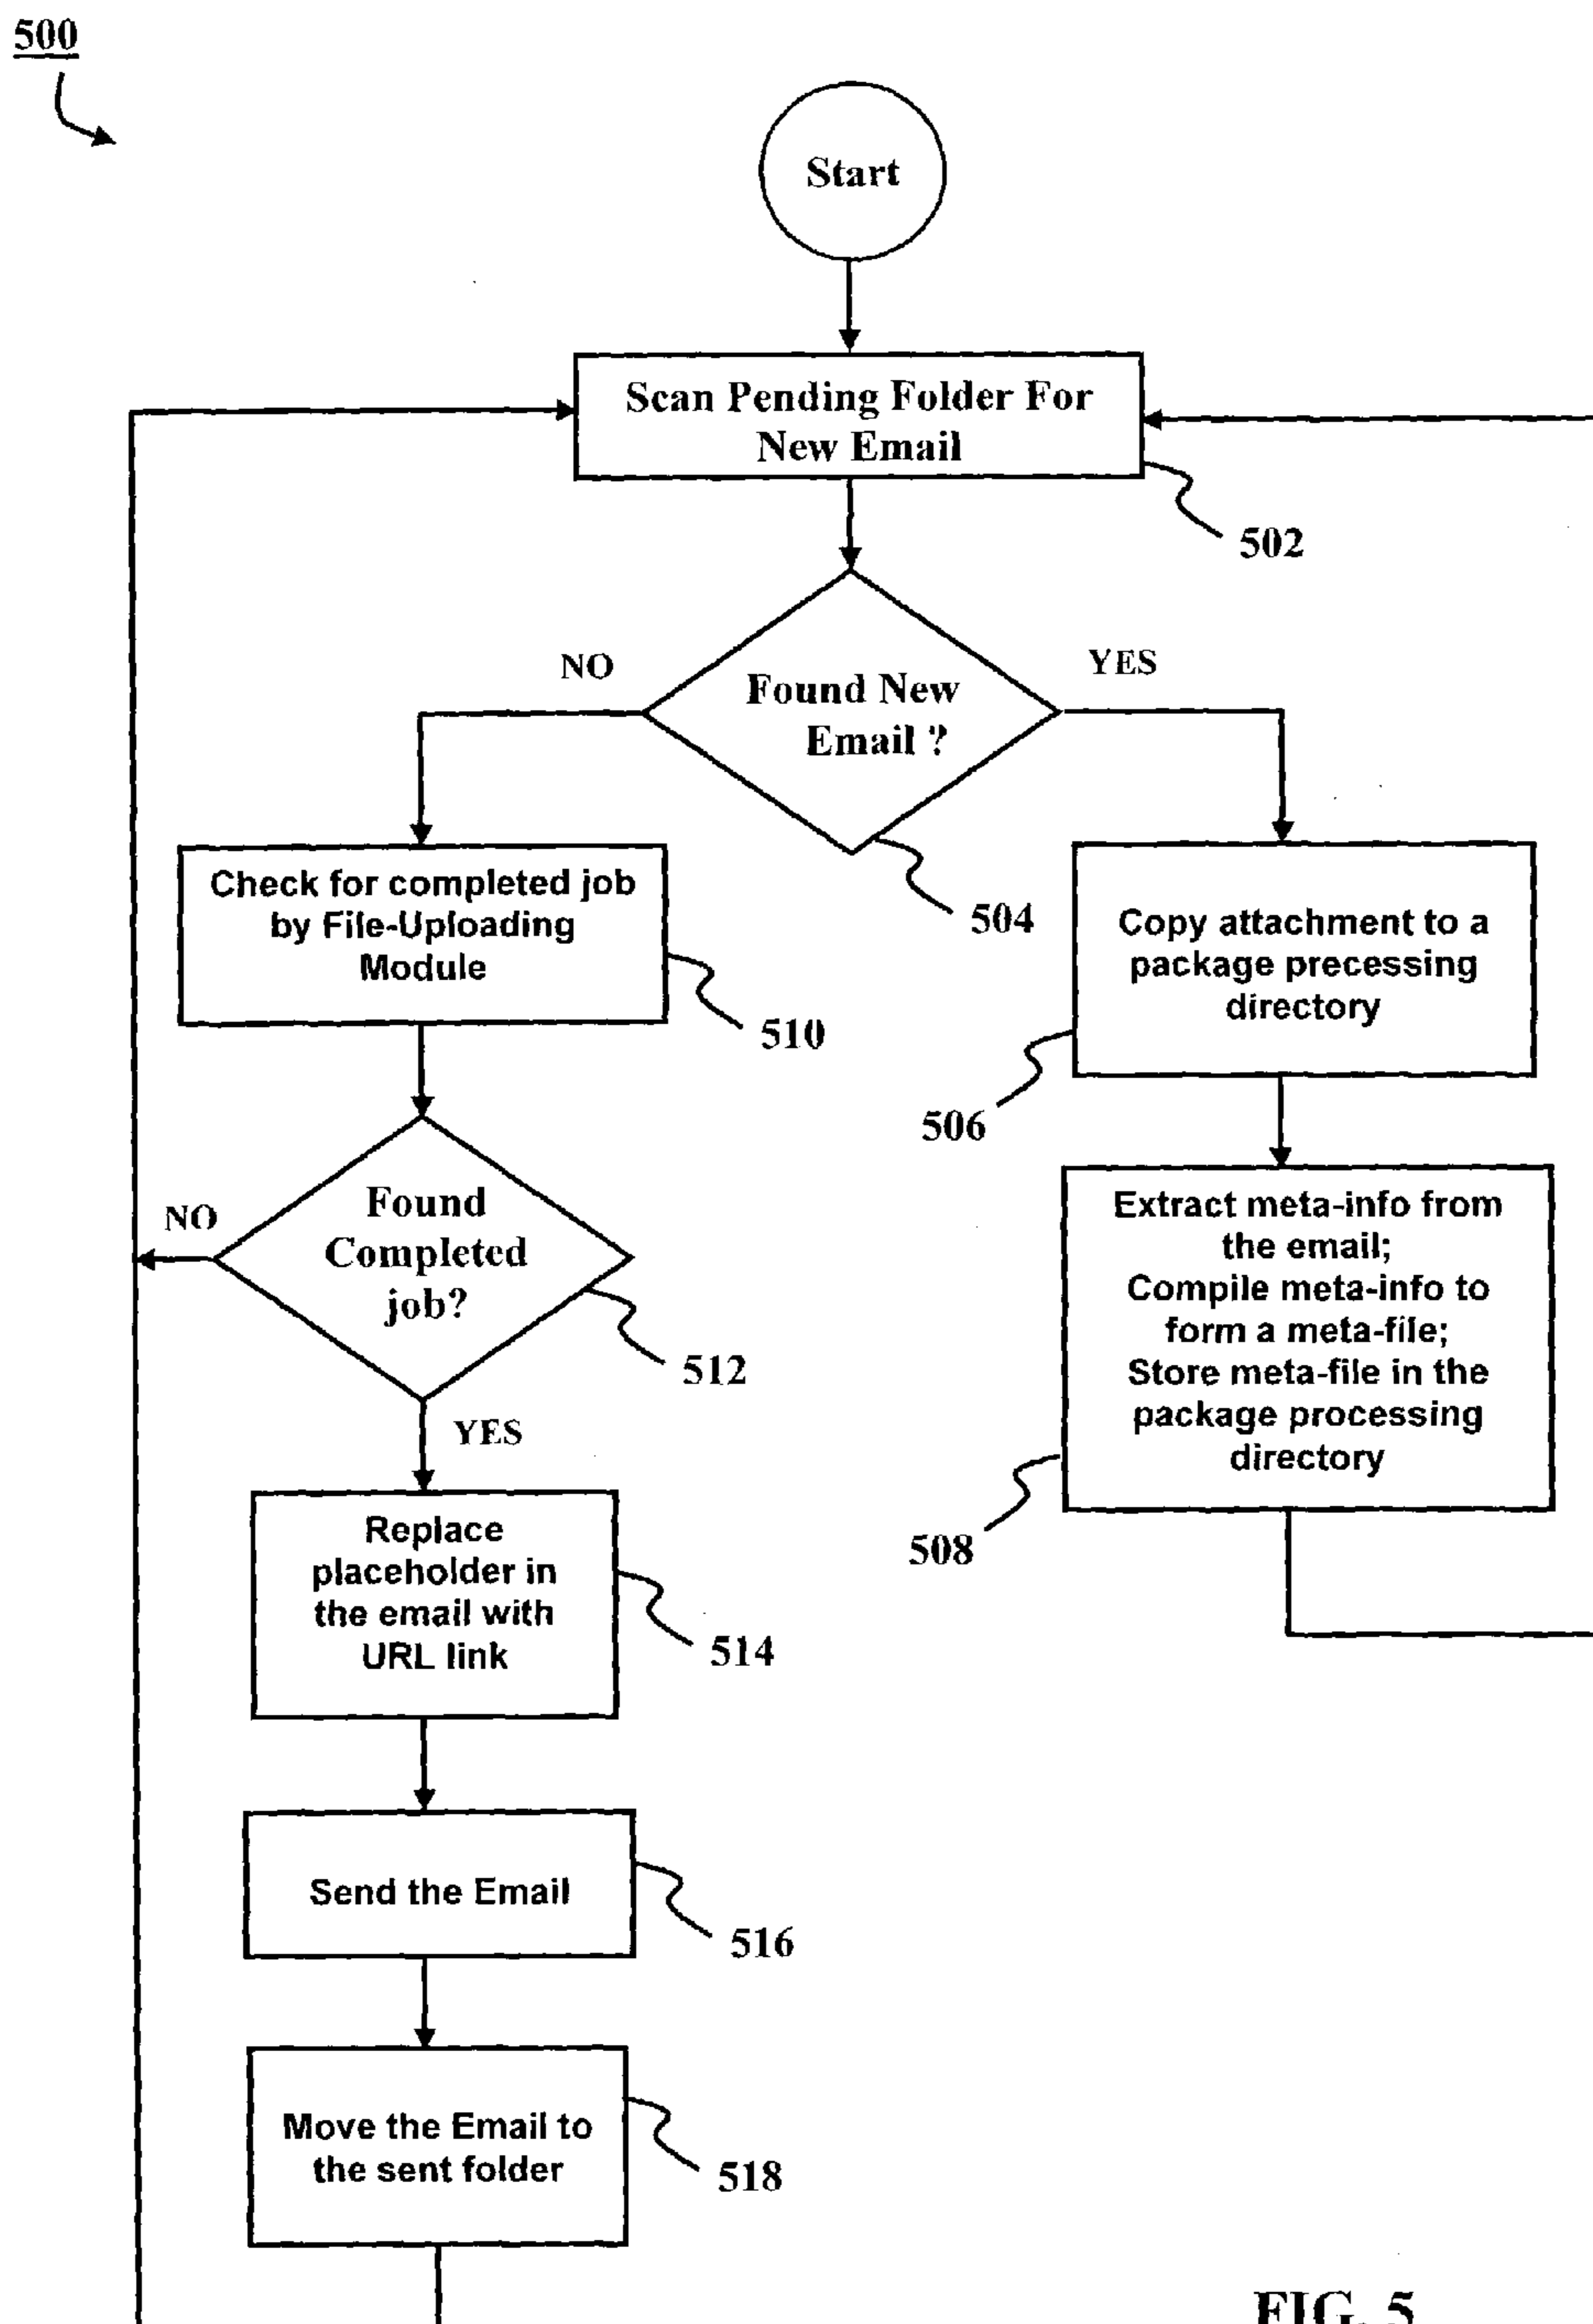 500
Start
Scan Pending Folder For
New Email
502
NO
YES
Found New
Email ?
504
Check for completed job
by File-Uploading
Module
510
Copy attachment to a
package precessing
directory
506
NO
Found
Completed
job?
512
Extract meta-info from
the email;
Compile meta-info to
form a meta-file;
Store meta-file in the
package processing
directory
508
YES
Replace
placeholder in
the email with
URL link
514
Send the Email
516
Move the Email to
the sent folder
518
FIG. 5